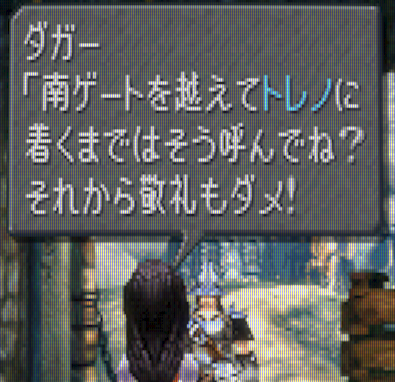 ダガー
「南ゲートを越えてトレノに
着くまではそう呼んでね？
それから敬礼もダメ！